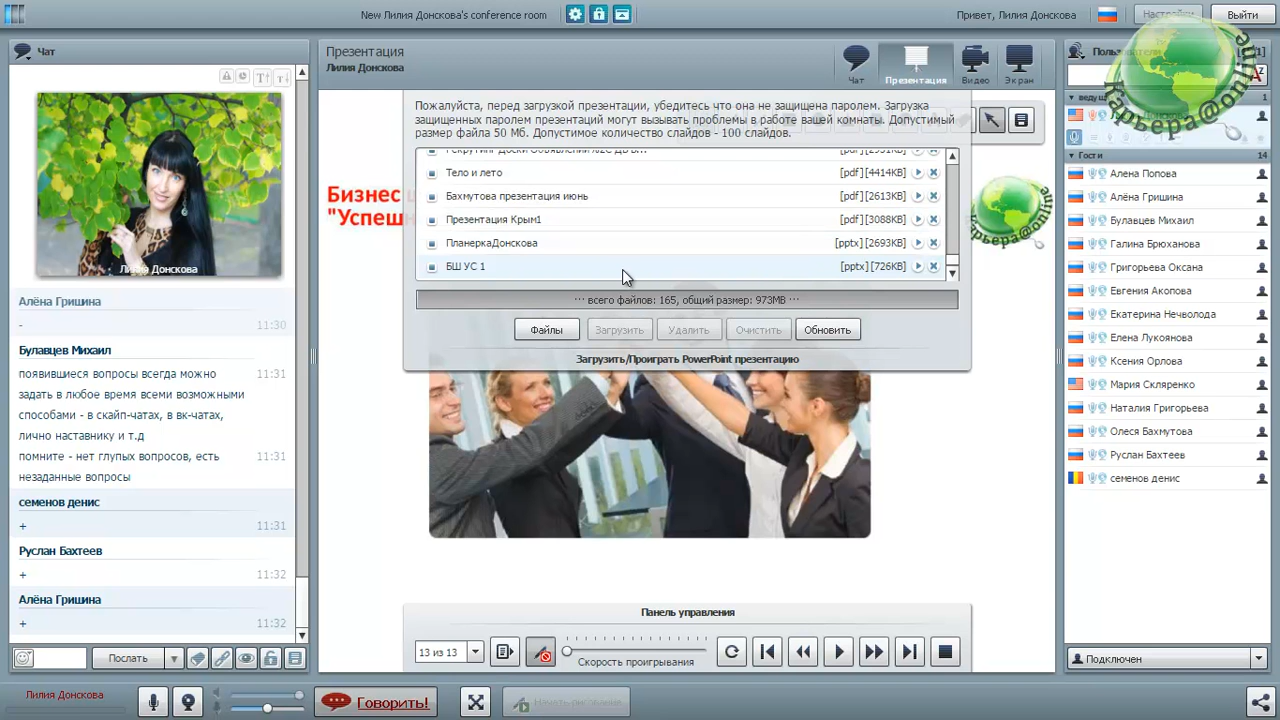 New Лилия Донскова's conference room
Привет, Лилия Донскова
Настройки
Выйти
Чат
Лилия Донскова
Алёна Гришина
-
11:30
Булавцев Михаил
появившиеся вопросы всегда можно
11:31
задать в любое время всеми возможными
способами - в скайп-чатах, в вк-чатах,
лично наставнику и т.д
помните - нет глупых вопросов, есть
11:31
незаданные вопросы
семенов денис
+
11:31
Руслан Бахтеев
+
11:32
Алёна Гришина
+
11:32
Послать
Презентация
Лилия Донскова
Чат
Презентация
Видео
Экран
Пожалуйста, перед загрузкой презентации, убедитесь что она не защищена паролем. Загрузка
защищенных паролем презентаций могут вызывать проблемы в работе вашей комнаты. Допустимый
размер файла 50 Мб. Допустимое количество слайдов - 100 слайдов.
Бизнес
"Успеш
Тело и лето [pdf][4414KB]
Бахмутова презентация июнь [pdf][2613KB]
Презентация Крым1 [pdf][3088KB]
ПланеркаДонскова [pptx][2693KB]
БШ УС 1 [pptx][726KB]
··· всего файлов: 165, общий размер: 973MB ···
Файлы
Загрузить
Удалить
Очистить
Обновить
Загрузить/Проиграть PowerPoint презентацию
карьера@online
Панель управления
13 из 13
Скорость проигрывания
Пользователи
1]
карьера@online
ведущ
1
Гости
14
Алена Попова
Алёна Гришина
Булавцев Михаил
Галина Брюханова
Григорьева Оксана
Евгения Акопова
Екатерина Нечволода
Елена Лукоянова
Ксения Орлова
Мария Скляренко
Наталия Григорьева
Олеся Бахмутова
Руслан Бахтеев
семенов денис
Подключен
Лилия Донскова
Говорить!